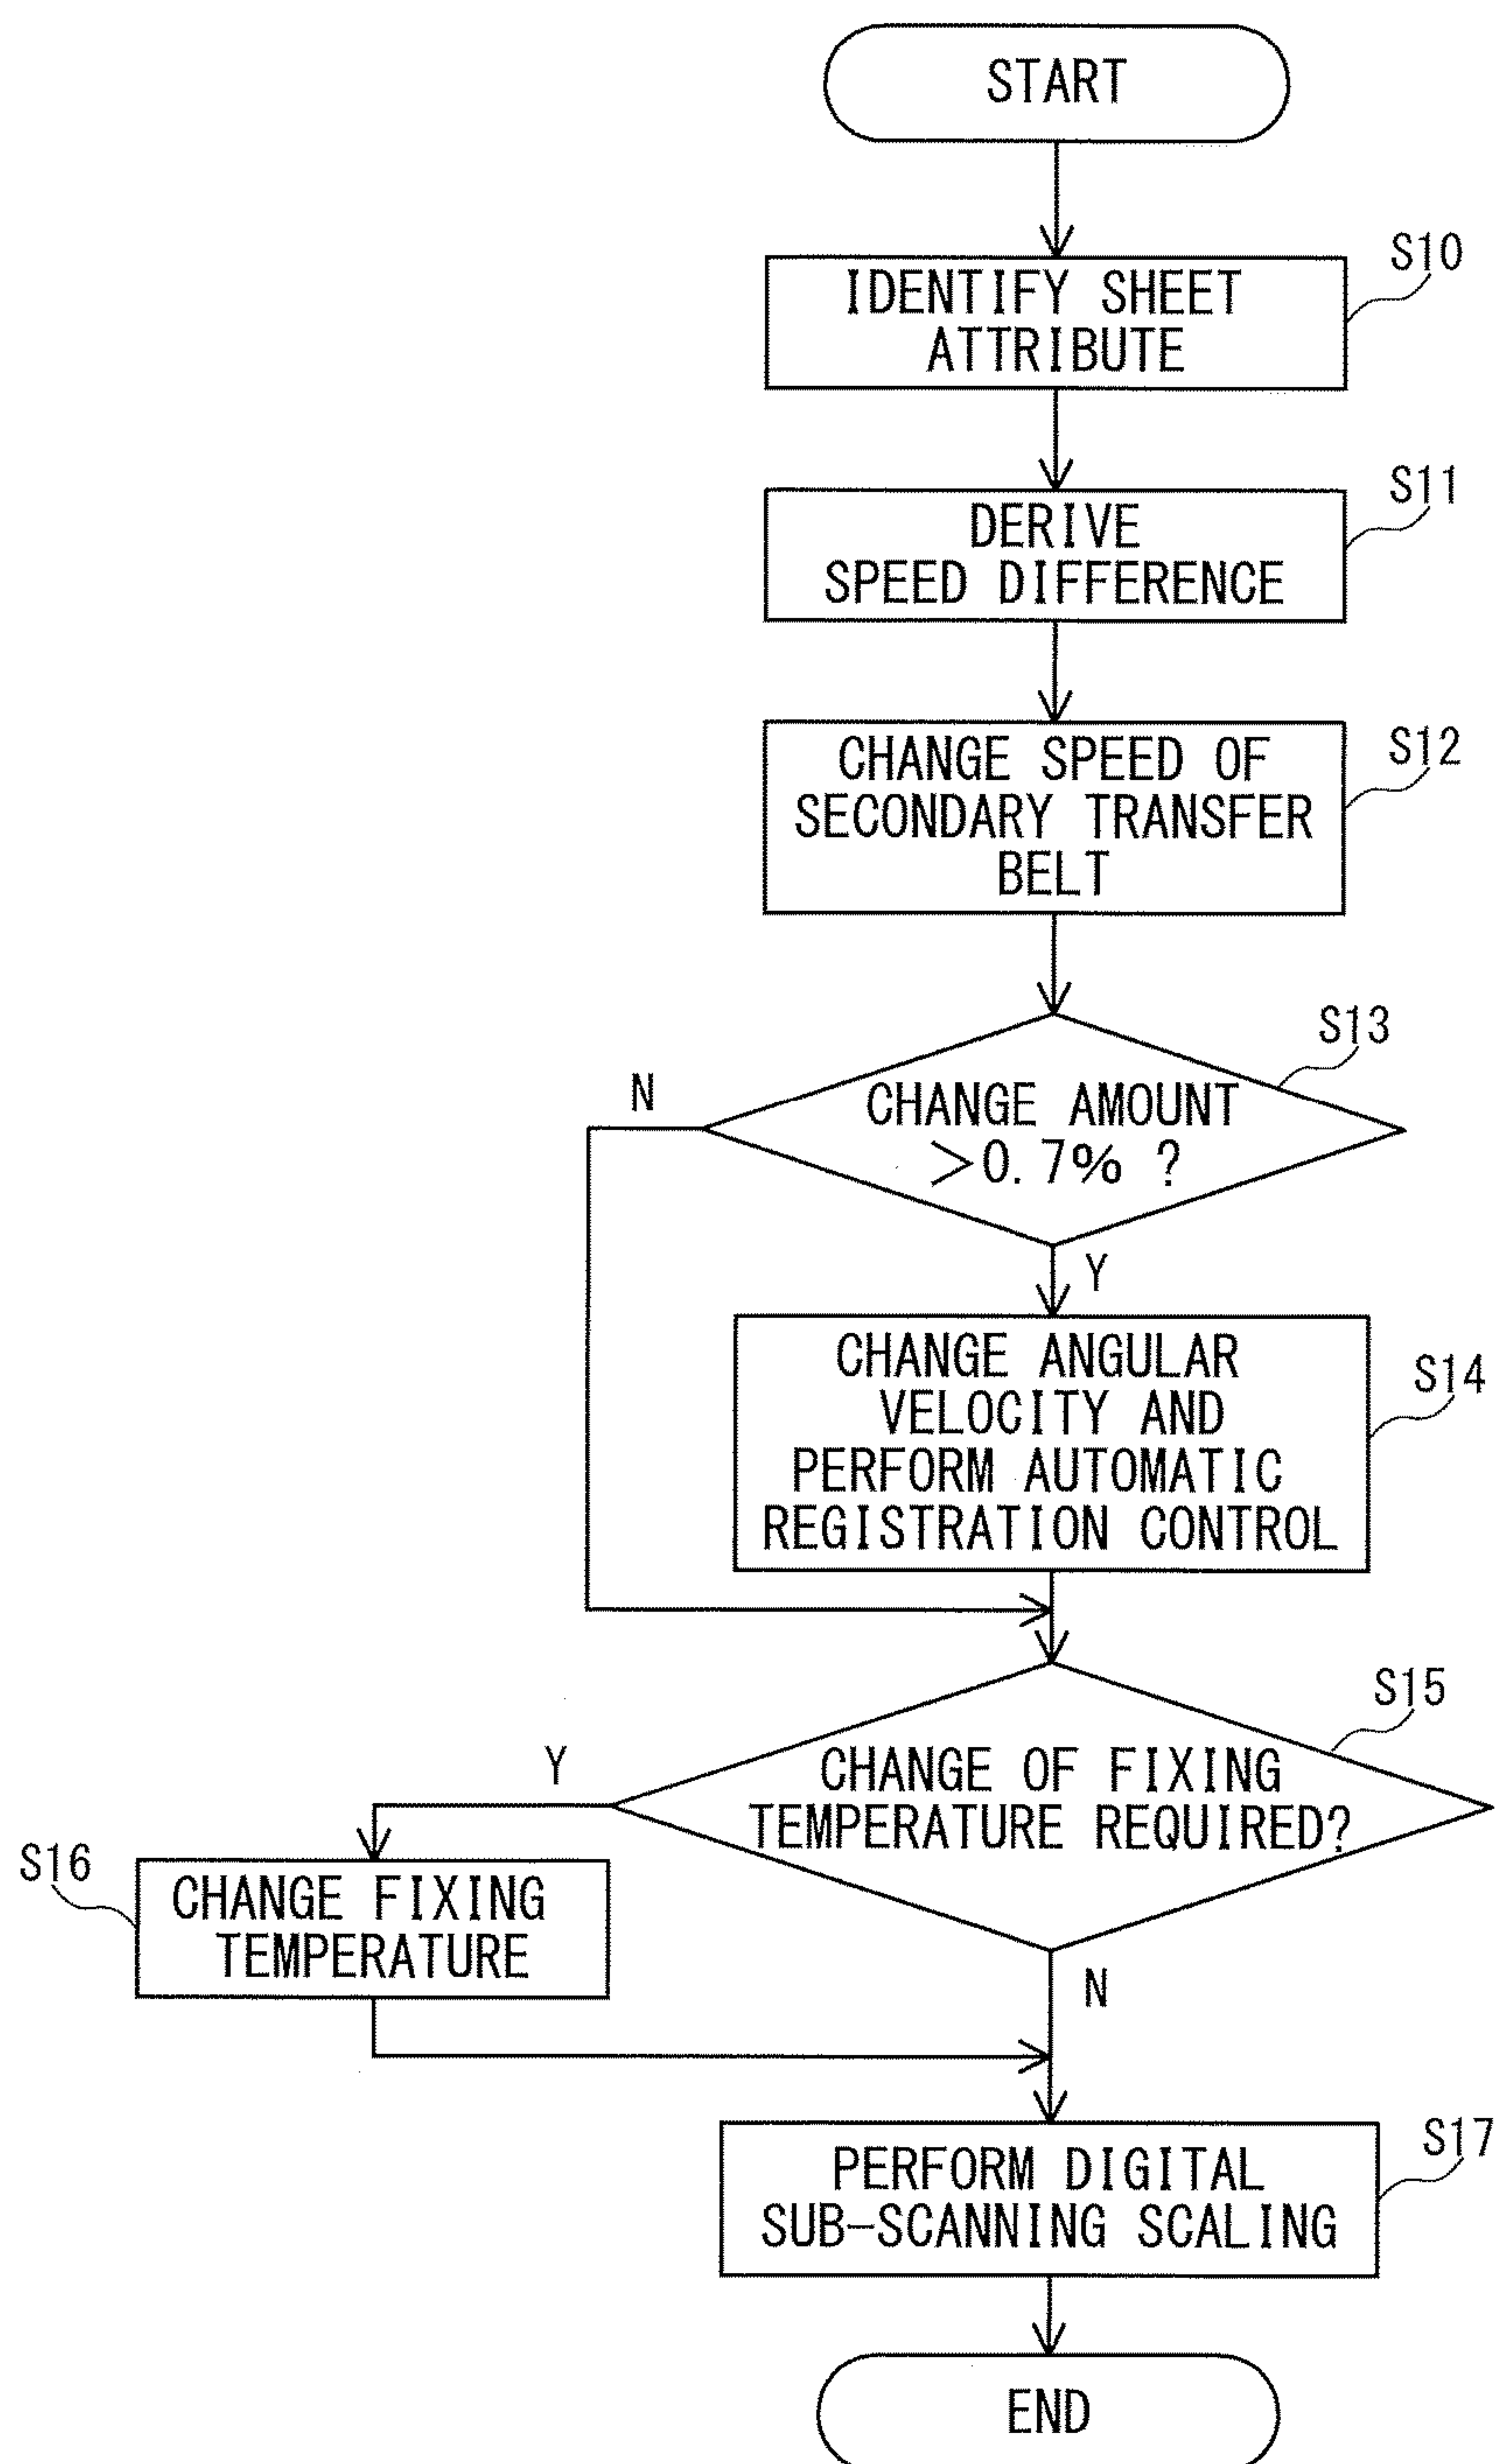 START
S10
IDENTIFY SHEET
ATTRIBUTE
S11
DERIVE
SPEED DIFFERENCE
S12
CHANGE SPEED OF
SECONDARY TRANSFER
BELT
S13
N
CHANGE AMOUNT
>0.7% ?
Y
S14
CHANGE ANGULAR
VELOCITY AND
PERFORM AUTOMATIC
REGISTRATION CONTROL
S15
Y
CHANGE OF FIXING
TEMPERATURE REQUIRED?
S16
CHANGE FIXING
TEMPERATURE
N
S17
PERFORM DIGITAL
SUB-SCANNING SCALING
END